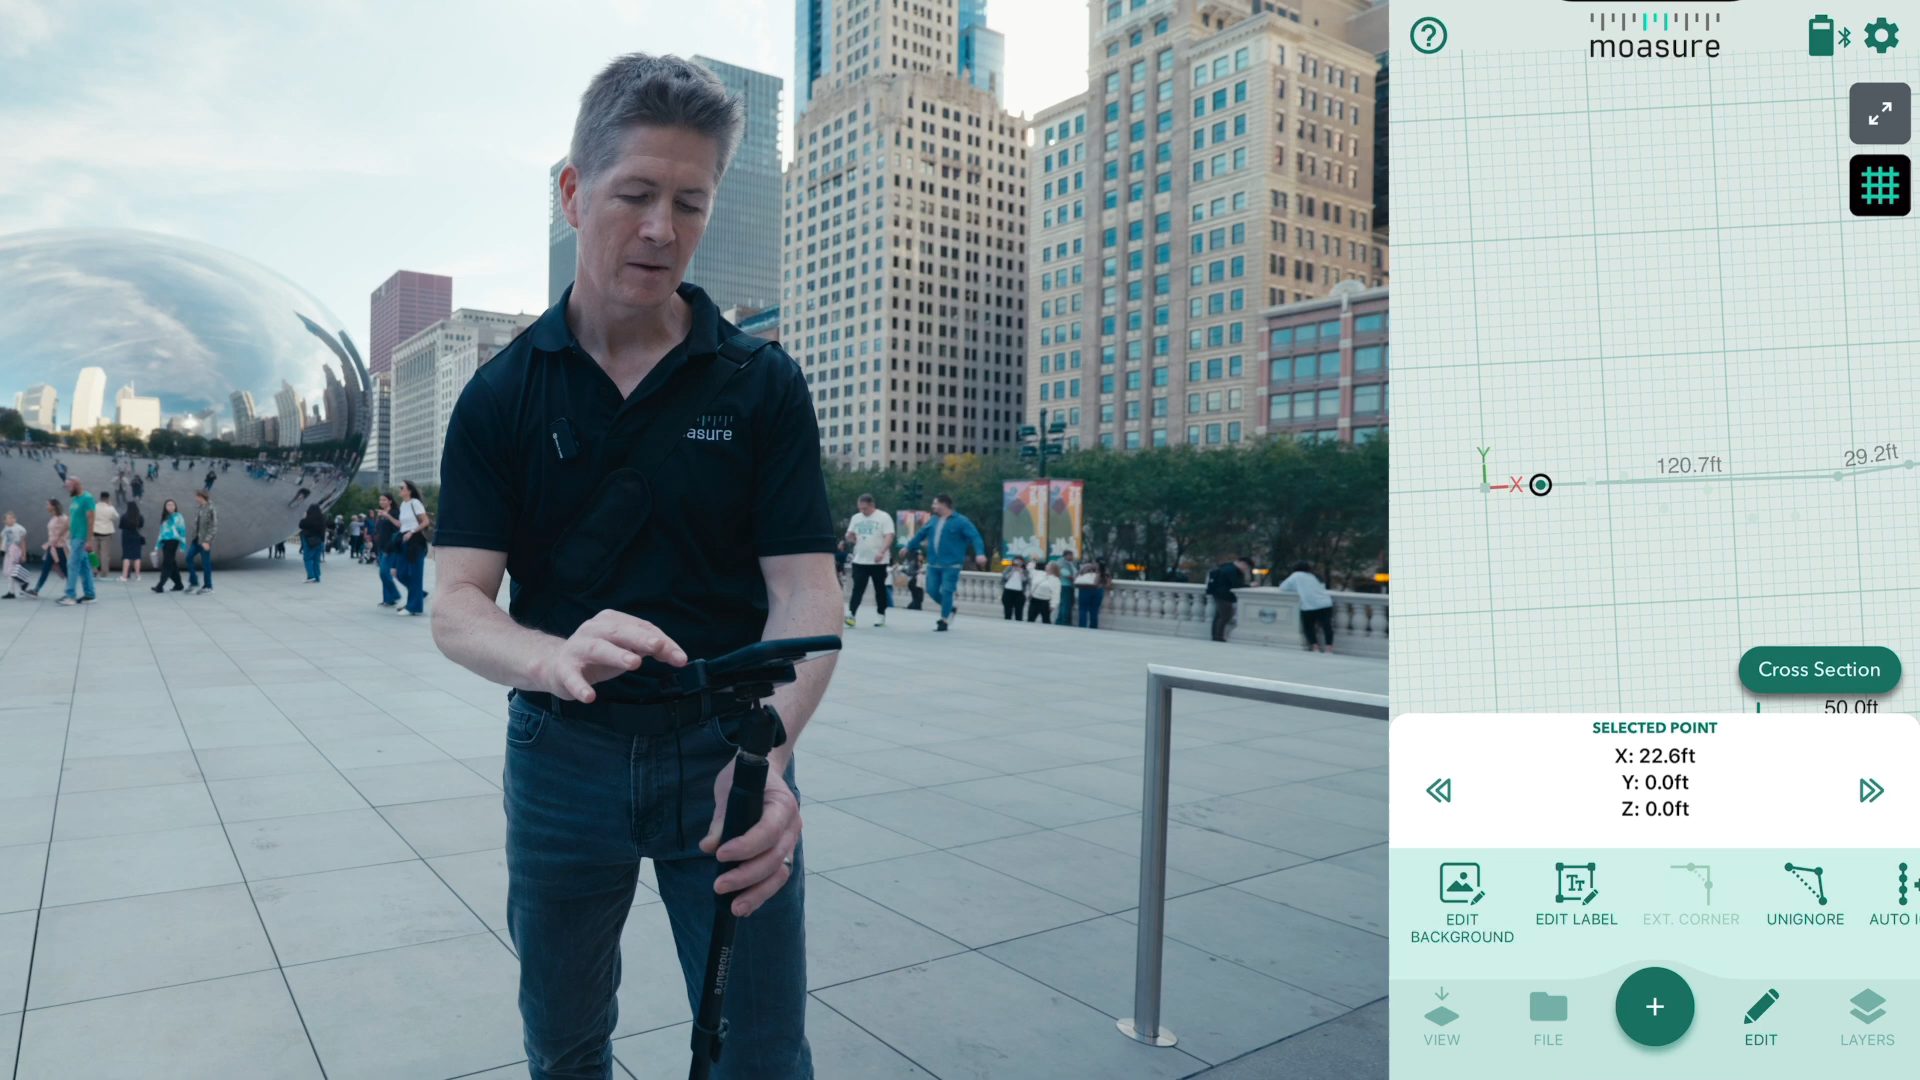 asure
moasure
moasure
Y
X
120.7ft
29.2ft
Cross Section
50.0ft
SELECTED POINT
X: 22.6ft
Y: 0.0ft
Z: 0.0ft
EDIT
BACKGROUND
EDIT LABEL
EXT. CORNER
UNIGNORE
AUTO
VIEW
FILE
EDIT
LAYERS